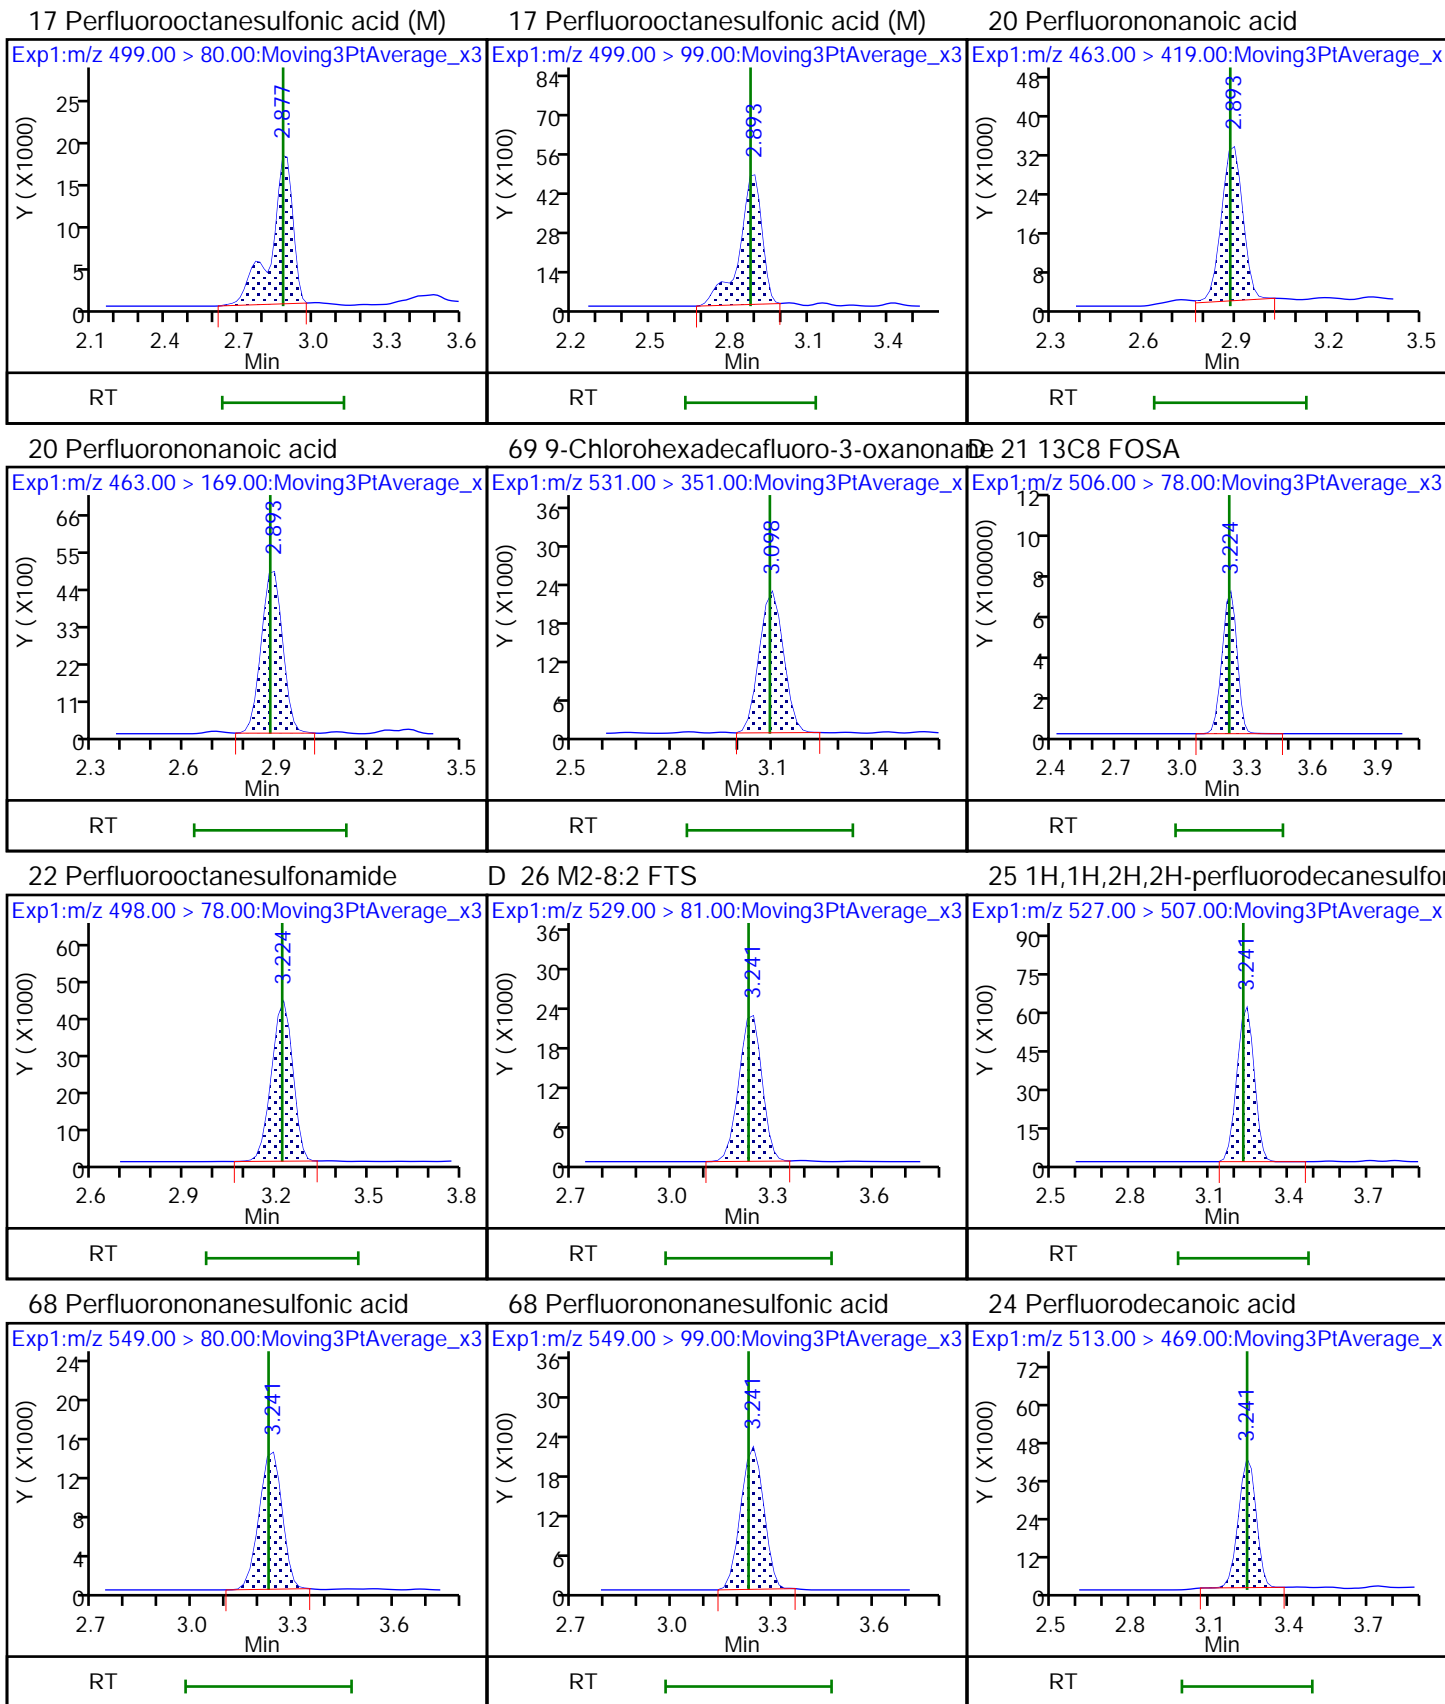 17 Perfluorooctanesulfonic acid (M)
Exp1:m/z 499.00 > 80.00:Moving3PtAverage_x3
2.877
Y ( X1000)
25
20
15
10
5
0
2.1 2.4 2.7 3.0 3.3 3.6
Min
RT
17 Perfluorooctanesulfonic acid (M)
Exp1:m/z 499.00 > 99.00:Moving3PtAverage_x3
2.893
Y ( X100)
84
70
56
42
28
14
0
2.2 2.5 2.8 3.1 3.4
Min
RT
20 Perfluorononanoic acid
Exp1:m/z 463.00 > 419.00:Moving3PtAverage_x
2.893
Y ( X1000)
48
40
32
24
16
8
0
2.3 2.6 2.9 3.2 3.5
Min
RT
20 Perfluorononanoic acid
Exp1:m/z 463.00 > 169.00:Moving3PtAverage_x
2.893
Y ( X100)
66
55
44
33
22
11
0
2.3 2.6 2.9 3.2 3.5
Min
RT
69 9-Chlorohexadecafluoro-3-oxanonane
Exp1:m/z 531.00 > 351.00:Moving3PtAverage_x
3.098
Y ( X1000)
36
30
24
18
12
6
0
2.5 2.8 3.1 3.4
Min
RT
D 21 13C8 FOSA
Exp1:m/z 506.00 > 78.00:Moving3PtAverage_x3
3.224
Y ( X100000)
12
10
8
6
4
2
0
2.4 2.7 3.0 3.3 3.6 3.9
Min
RT
22 Perfluorooctanesulfonamide
Exp1:m/z 498.00 > 78.00:Moving3PtAverage_x3
3.224
Y ( X1000)
60
50
40
30
20
10
0
2.6 2.9 3.2 3.5 3.8
Min
RT
D 26 M2-8:2 FTS
Exp1:m/z 529.00 > 81.00:Moving3PtAverage_x3
3.241
Y ( X1000)
36
30
24
18
12
6
0
2.7 3.0 3.3 3.6
Min
RT
25 1H,1H,2H,2H-perfluorodecanesulfon
Exp1:m/z 527.00 > 507.00:Moving3PtAverage_x
3.241
Y ( X100)
90
75
60
45
30
15
0
2.5 2.8 3.1 3.4 3.7
Min
RT
68 Perfluorononanesulfonic acid
Exp1:m/z 549.00 > 80.00:Moving3PtAverage_x3
3.241
Y ( X1000)
24
20
16
12
8
4
0
2.7 3.0 3.3 3.6
Min
RT
68 Perfluorononanesulfonic acid
Exp1:m/z 549.00 > 99.00:Moving3PtAverage_x3
3.241
Y ( X100)
36
30
24
18
12
6
0
2.7 3.0 3.3 3.6
Min
RT
24 Perfluorodecanoic acid
Exp1:m/z 513.00 > 469.00:Moving3PtAverage_x
3.241
Y ( X1000)
72
60
48
36
24
12
0
2.5 2.8 3.1 3.4 3.7
Min
RT